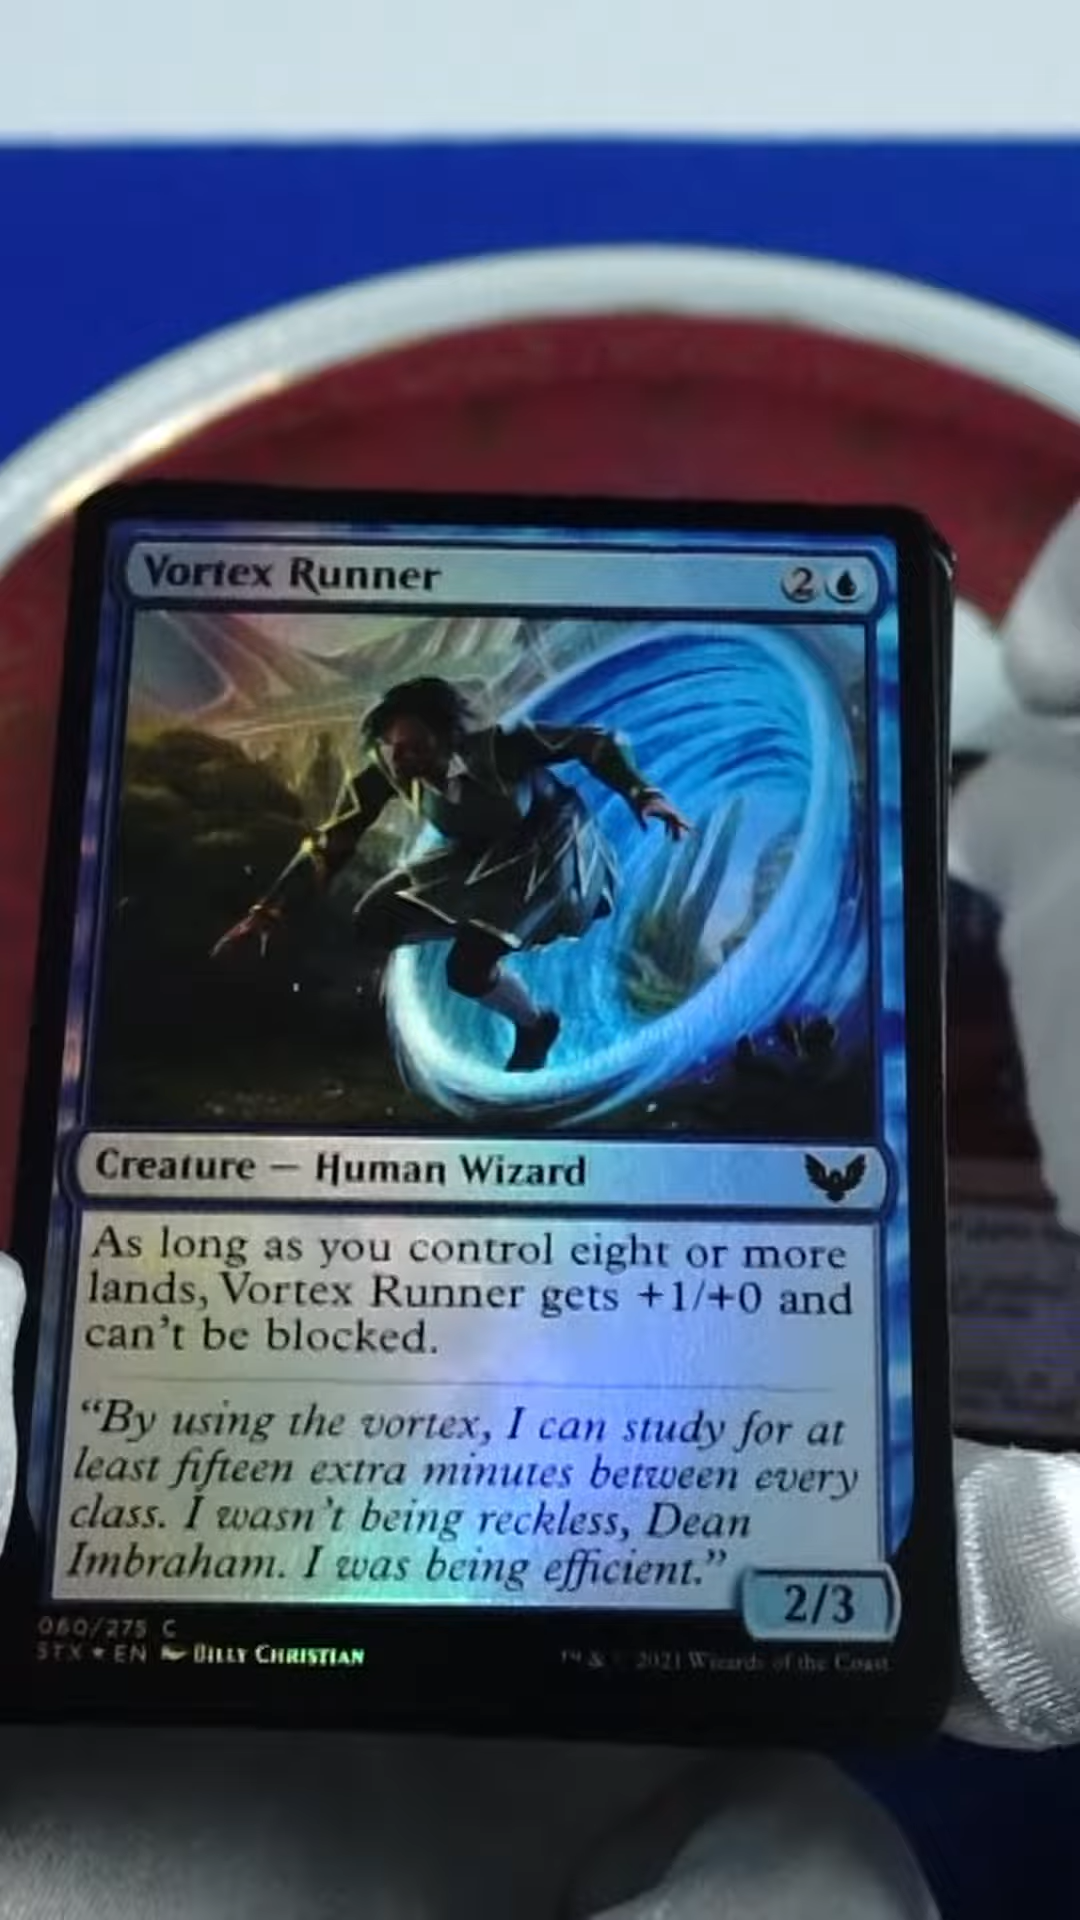 Vortex Runner
2
Creature — Human Wizard
As long as you control eight or more
lands, Vortex Runner gets +1/+0 and
can't be blocked.
“By using the vortex, I can study for at
least fifteen extra minutes between every
class. I wasn't being reckless, Dean
Imbraham. I was being efficient.”
2/3
060/275 C
STX ★ EN BILLY CHRISTIAN
™ & © 2021 Wizards of the Coast